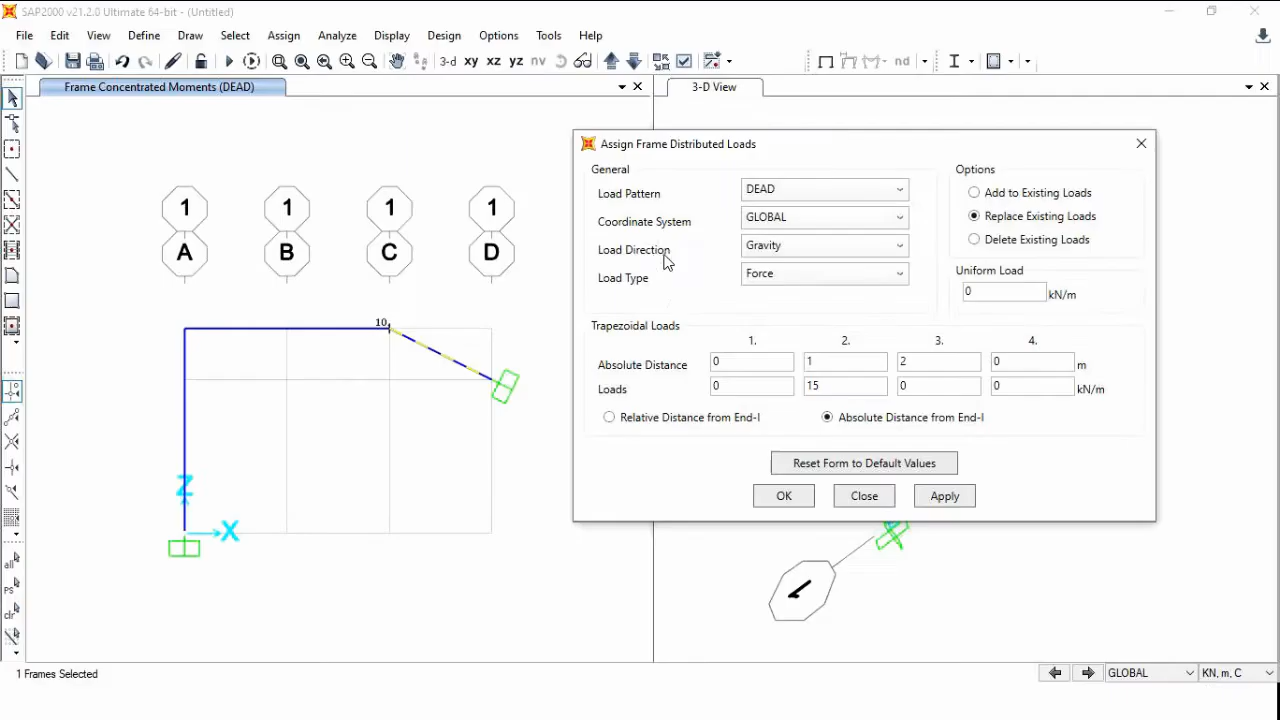 SAP2000 v21.2.0 Ultimate 64-bit - (Untitled)
File Edit View Define Draw Select Assign Analyze Display Design Options Tools Help
3-d xy xz yz nv nd
Frame Concentrated Moments (DEAD)
3-D View
1 1 1 1
A B C D
10.
Z
X
Assign Frame Distributed Loads
General
Load Pattern DEAD
Coordinate System GLOBAL
Load Direction Gravity
Load Type Force
Options
Add to Existing Loads
Replace Existing Loads
Delete Existing Loads
Uniform Load
0 kN/m
Trapezoidal Loads
1. 2. 3. 4.
Absolute Distance 0 1 2 0 m
Loads 0 15 0 0 kN/m
Relative Distance from End-I Absolute Distance from End-I
Reset Form to Default Values
OK Close Apply
1
all
PS
clr
1 Frames Selected
GLOBAL KN, m, C